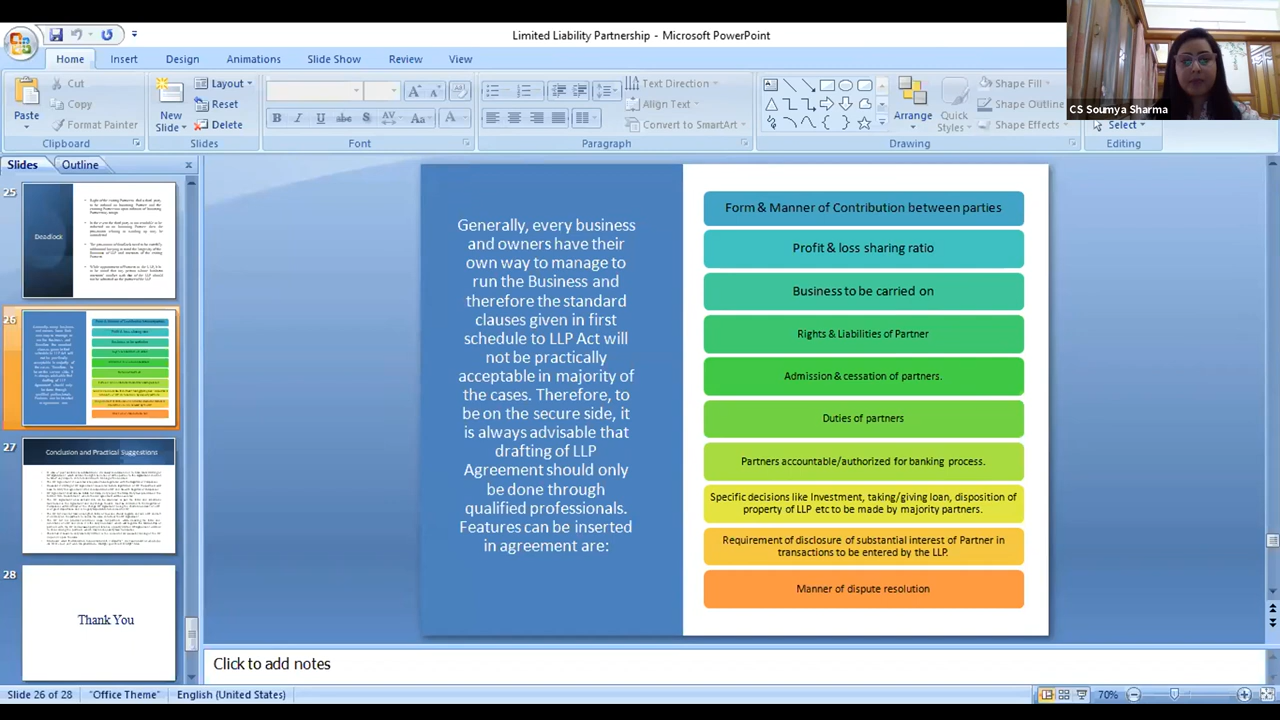 Limited Liability Partnership - Microsoft PowerPoint
Home Insert Design Animations Slide Show Review View
CS Soumya Sharma
Paste
Cut
Copy
Format Painter
Clipboard
New Slide
Layout
Reset
Delete
Slides
Font
Text Direction
Align Text
Convert to SmartArt
Paragraph
Arrange
Quick Styles
Shape Fill
Shape Outline
Shape Effects
Drawing
Select
Editing
Slides Outline
25
Deadlock
26
27
Conclusion and Practical Suggestions
28
Thank You
Generally, every business
and owners have their
own way to manage to
run the Business and
therefore the standard
clauses given in first
schedule to LLP Act will
not be practically
acceptable in majority of
the cases. Therefore, to
be on the secure side, it
is always advisable that
drafting of LLP
Agreement should only
be done through
qualified professionals.
Features can be inserted
in agreement are:
Form & Manner of Contribution between parties
Profit & loss sharing ratio
Business to be carried on
Rights & Liabilities of Partner
Admission & cessation of partners.
Duties of partners
Partners accountable/authorized for banking process.
Specific decisions like Investment, taking/giving loan, disposition of
property of LLP etc to be made by majority partners.
Requirement of disclosure of substantial interest of Partner in
transactions to be entered by the LLP.
Manner of dispute resolution
Click to add notes
Slide 26 of 28 "Office Theme" English (United States) 70%